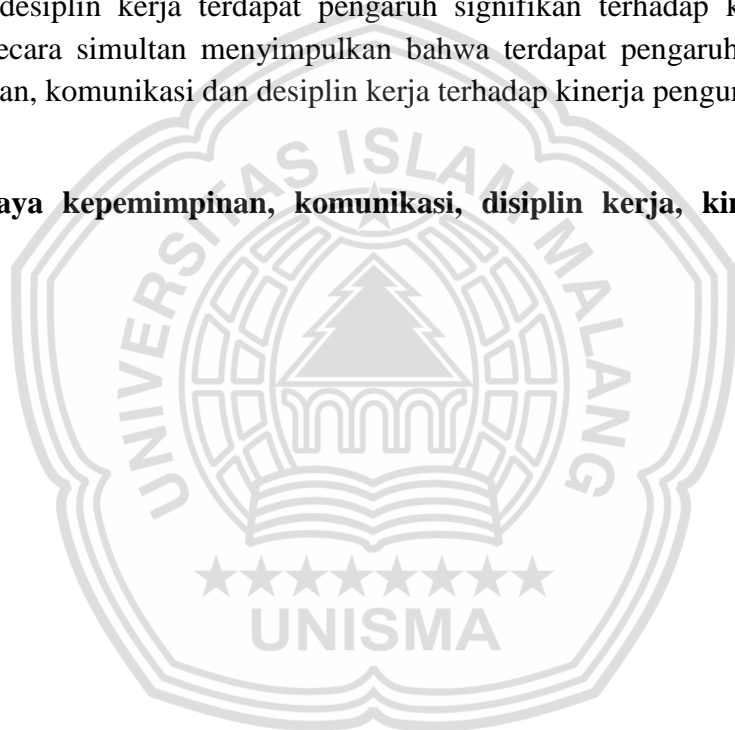 desiplin kerja terdapat pengaruh signifikan terhadap k
ecara simultan menyimpulkan bahwa terdapat pengaruh
an, komunikasi dan desiplin kerja terhadap kinerja pengur
aya kepemimpinan, komunikasi, disiplin kerja, kin
UNIVERSITAS ISLAM MALANG
UNISMA